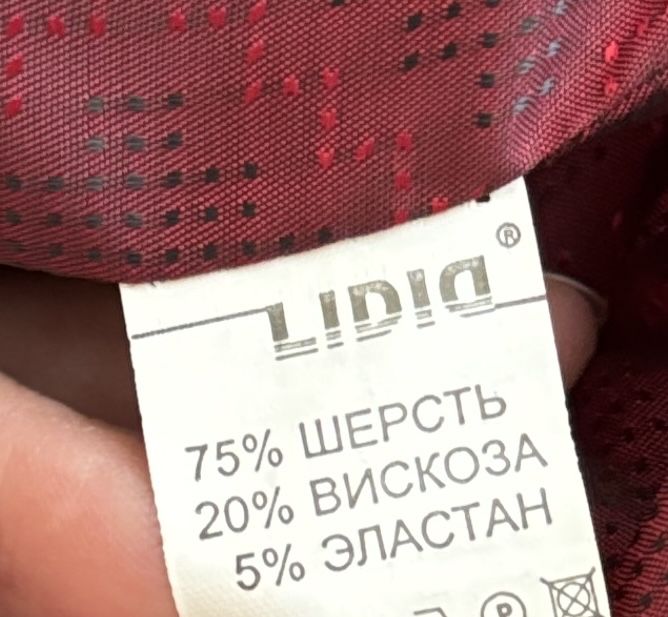 LIDIA ®
75% ШЕРСТЬ
20% ВИСКОЗА
5% ЭЛАСТАН
P